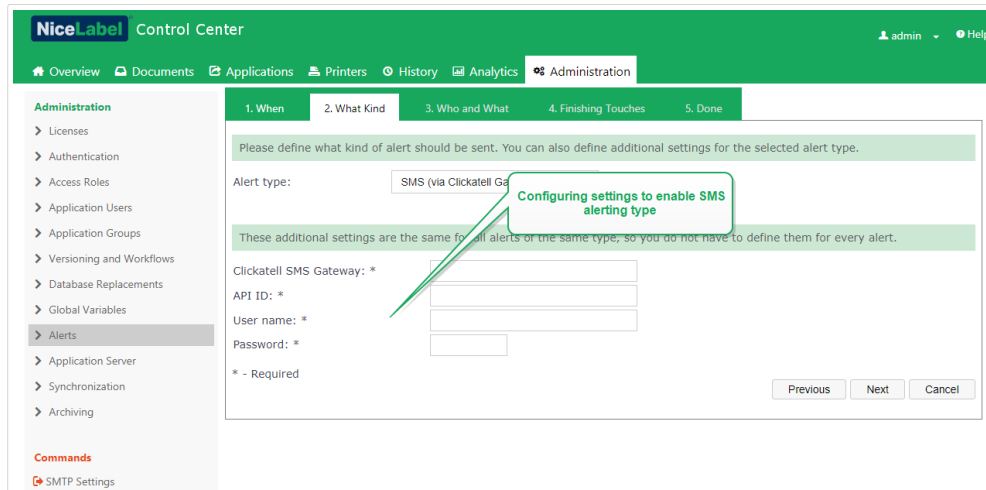 NiceLabel Control Center
admin Help
Overview Documents Applications Printers History Analytics Administration
Administration
Licenses
Authentication
Access Roles
Application Users
Application Groups
Versioning and Workflows
Database Replacements
Global Variables
Alerts
Application Server
Synchronization
Archiving
Commands
SMTP Settings
1. When 2. What Kind 3. Who and What 4. Finishing Touches 5. Done
Please define what kind of alert should be sent. You can also define additional settings for the selected alert type.
Alert type: SMS (via Clickatell
Configuring settings to enable SMS
alerting type
These additional settings are the same for all alerts of the same type, so you do not have to define them for every alert.
Clickatell SMS Gateway: *
API ID: *
User name: *
Password: *
* - Required
Previous Next Cancel